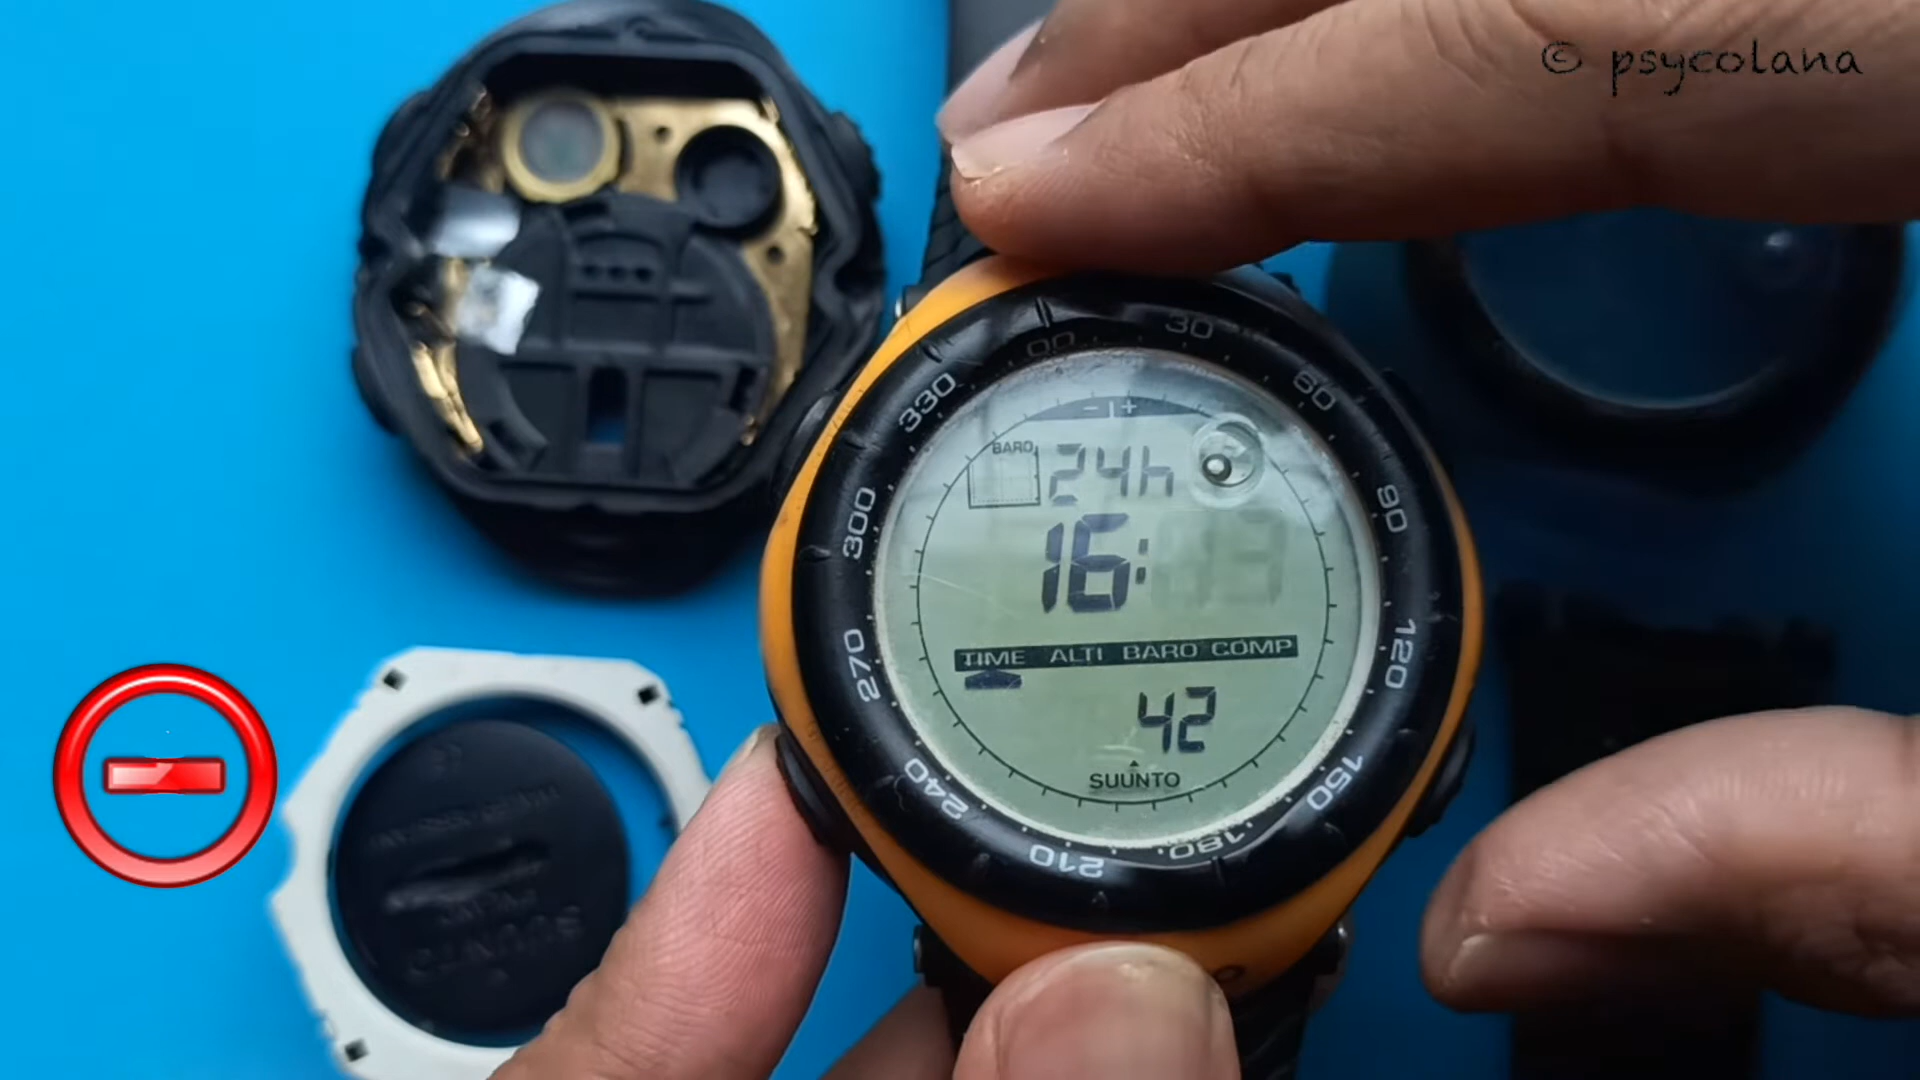 © psycolana
00 30 60 90 120 150 180 210 240 270 300 330
- | +
BARO 24h
16:
TIME ALTI BARO COMP
42
SUUNTO
SUUNTO